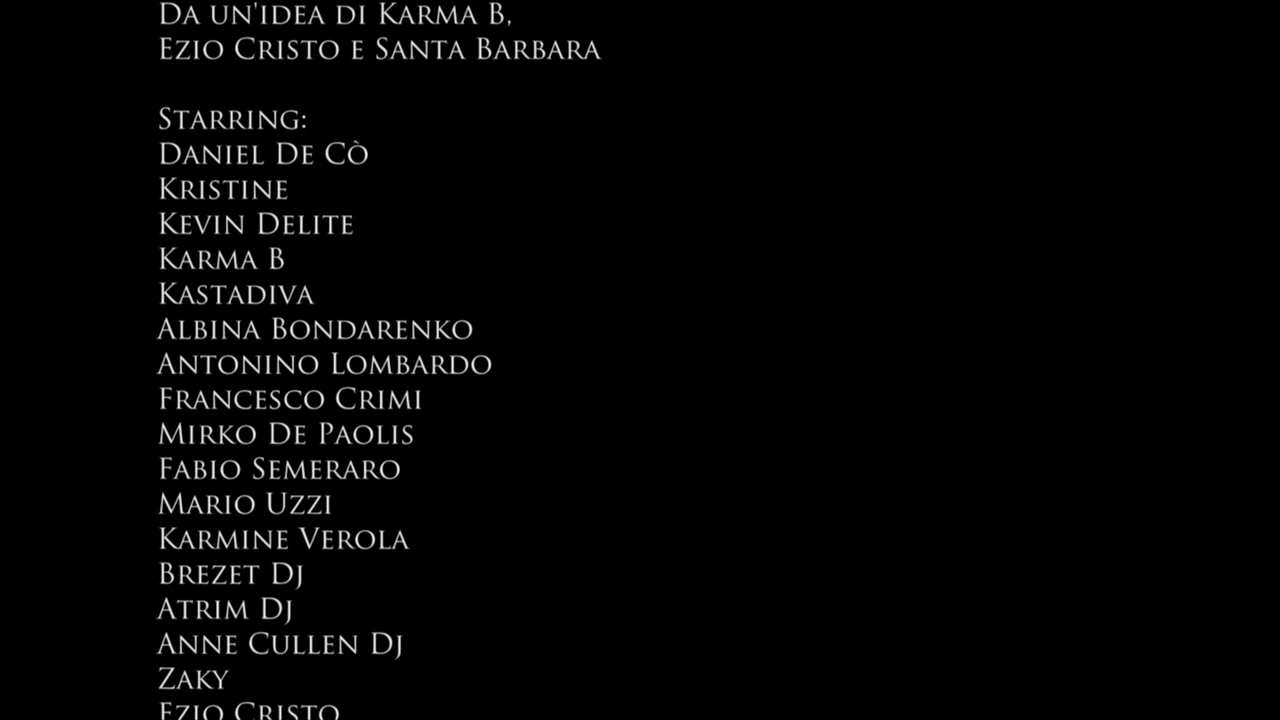 Da un'idea di Karma B,
Ezio Cristo e Santa Barbara
Starring:
Daniel De Cò
Kristine
Kevin Delite
Karma B
Kastadiva
Albina Bondarenko
Antonino Lombardo
Francesco Crimi
Mirko De Paolis
Fabio Semeraro
Mario Uzzi
Karmine Verola
Brezet Dj
Atrim Dj
Anne Cullen Dj
Zaky
Ezio Cristo